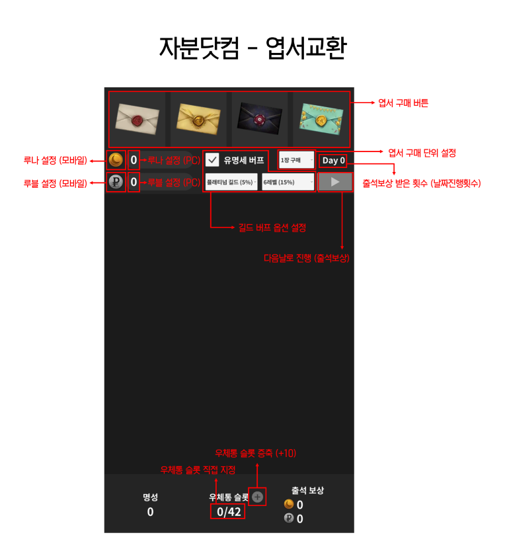 자분닷컴 - 엽서교환
엽서 구매 버튼
루나 설정 (모바일)
0
루나 설정 (PC)
유명세 버프
1장 구매
Day 0
엽서 구매 단위 설정
루블 설정 (모바일)
0
루블 설정 (PC)
플래티넘 길드 (5%)
6레벨 (15%)
출석보상 받은 횟수 (날짜진행횟수)
길드 버프 옵션 설정
다음날로 진행 (출석보상)
우체통 슬롯 증축 (+10)
우체통 슬롯 직접 지정
명성
0
우체통 슬롯
0/42
출석 보상
0
0